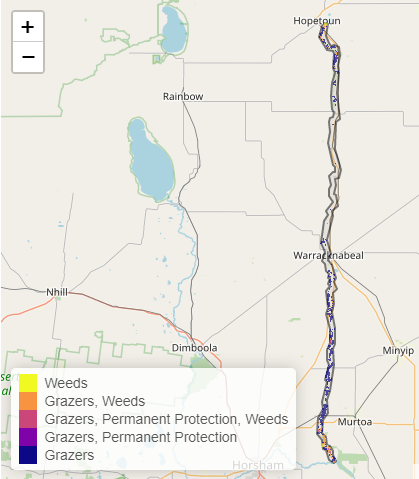 +
−
Hopetoun
Rainbow
Warracknabeal
Nhill
Dimboola
Minyip
Murtoa
Horsham
Weeds
Grazers, Weeds
Grazers, Permanent Protection, Weeds
Grazers, Permanent Protection
Grazers